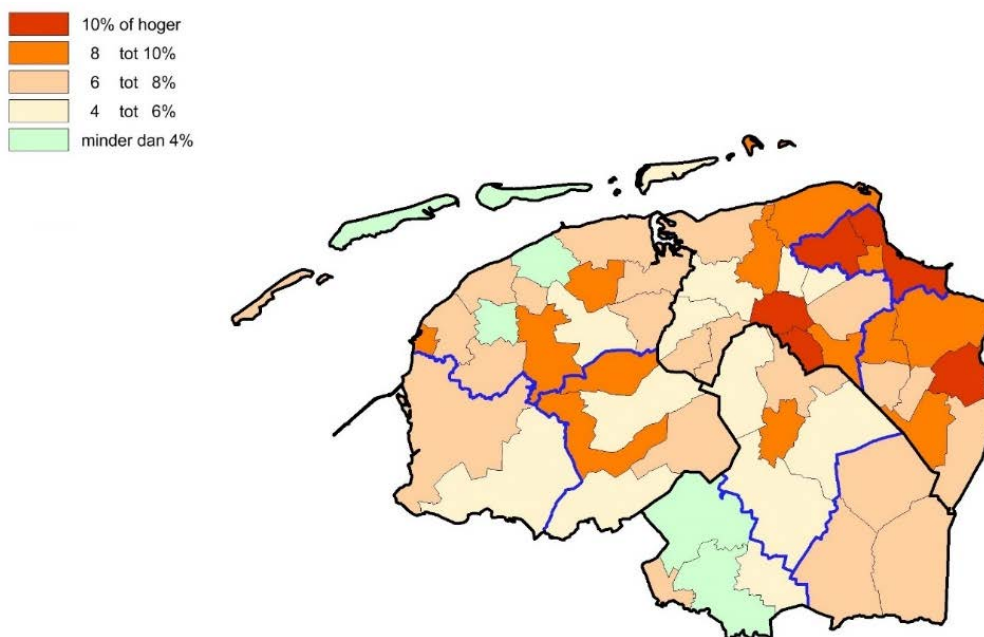 10% of hoger
8 tot 10%
6 tot 8%
4 tot 6%
minder dan 4%